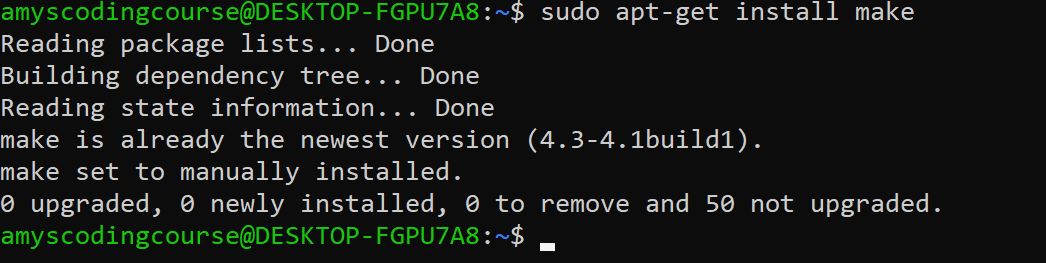 amyscodingcourse@DESKTOP-FGPU7A8:~$ sudo apt-get install make
Reading package lists... Done
Building dependency tree... Done
Reading state information... Done
make is already the newest version (4.3-4.1build1).
make set to manually installed.
0 upgraded, 0 newly installed, 0 to remove and 50 not upgraded.
amyscodingcourse@DESKTOP-FGPU7A8:~$